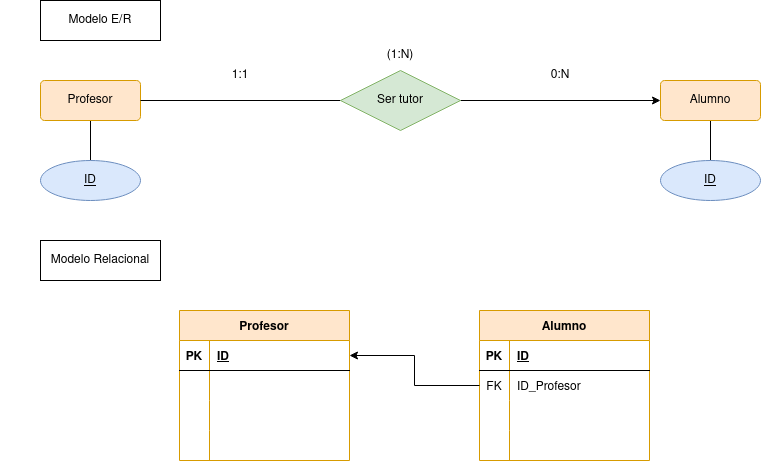 Modelo E/R
(1:N)
1:1
0:N
Profesor
Ser tutor
Alumno
ID
ID
Modelo Relacional
Profesor
Alumno
PK ID
PK ID
FK ID_Profesor